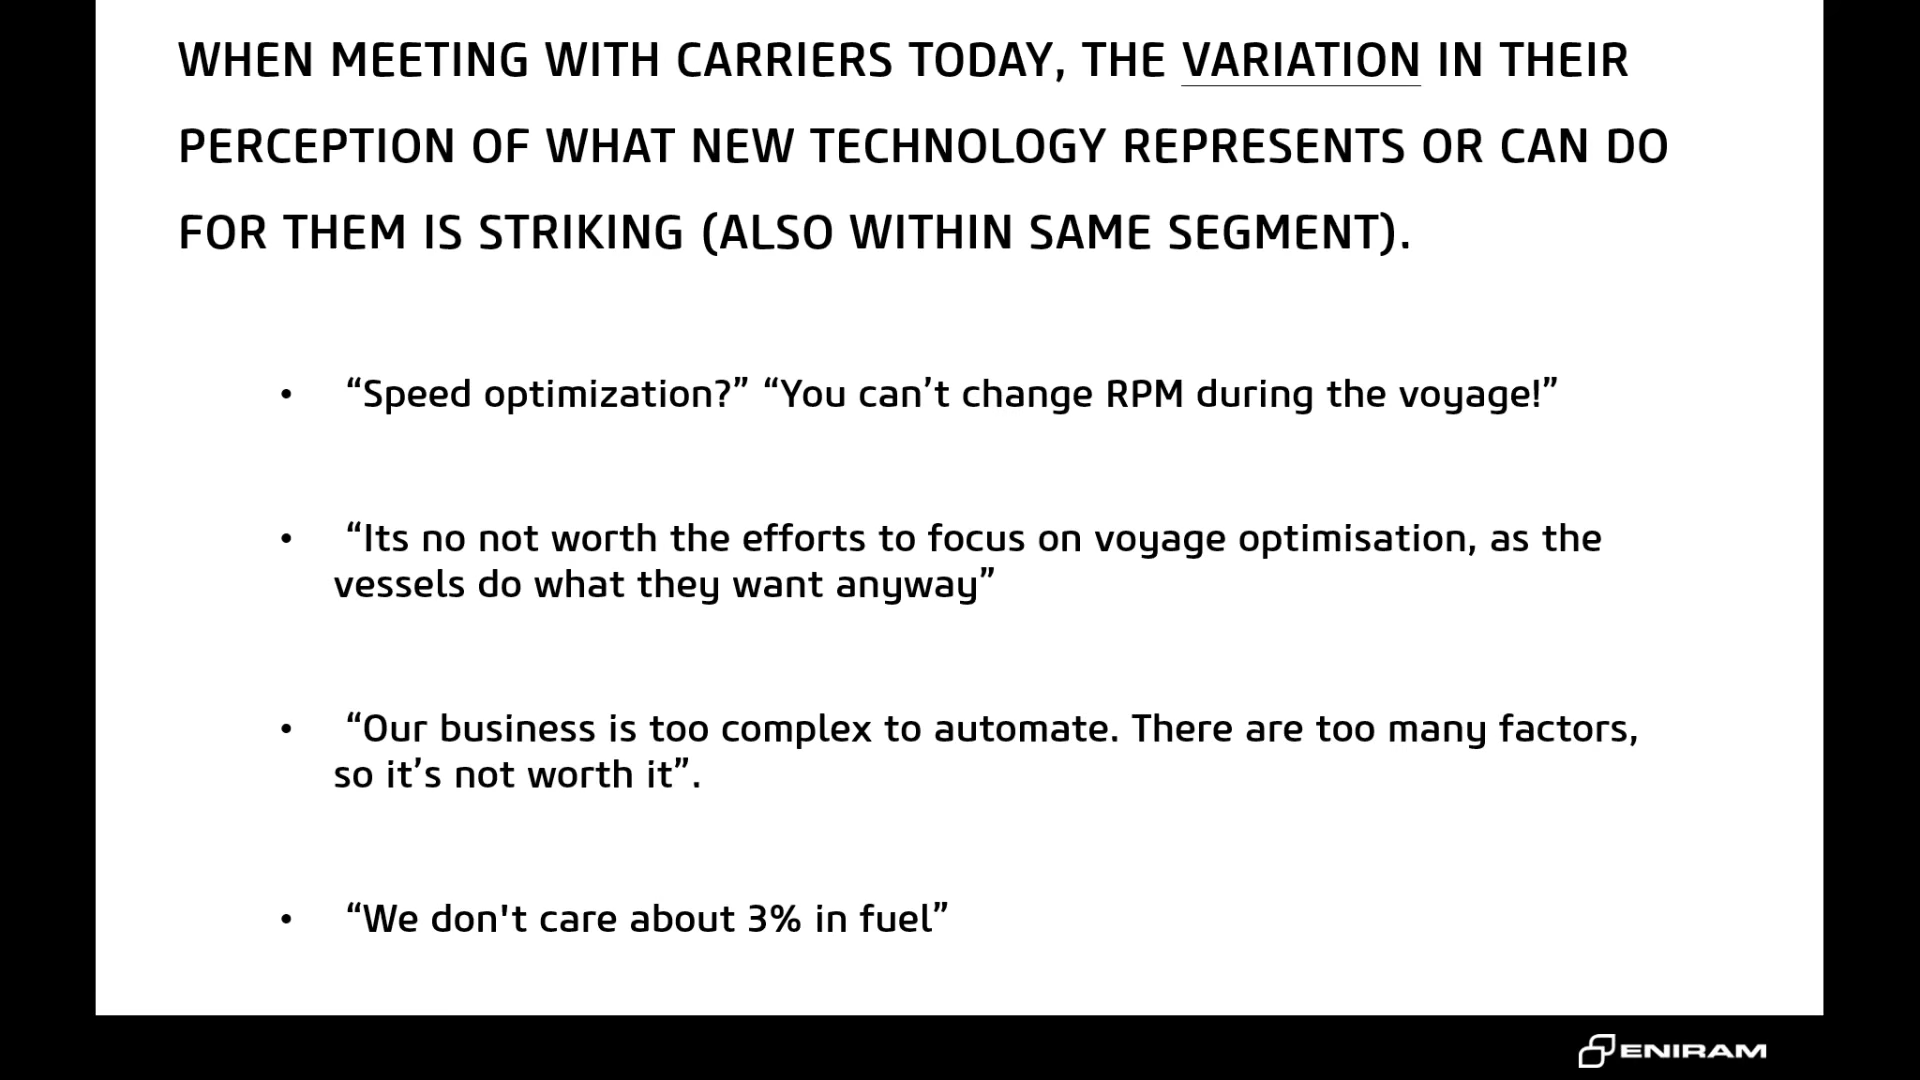 WHEN MEETING WITH CARRIERS TODAY, THE VARIATION IN THEIR
PERCEPTION OF WHAT NEW TECHNOLOGY REPRESENTS OR CAN DO
FOR THEM IS STRIKING (ALSO WITHIN SAME SEGMENT).
• “Speed optimization?” “You can’t change RPM during the voyage!”
• “Its no not worth the efforts to focus on voyage optimisation, as the
vessels do what they want anyway”
• “Our business is too complex to automate. There are too many factors,
so it’s not worth it”.
• “We don't care about 3% in fuel”
ENIRAM